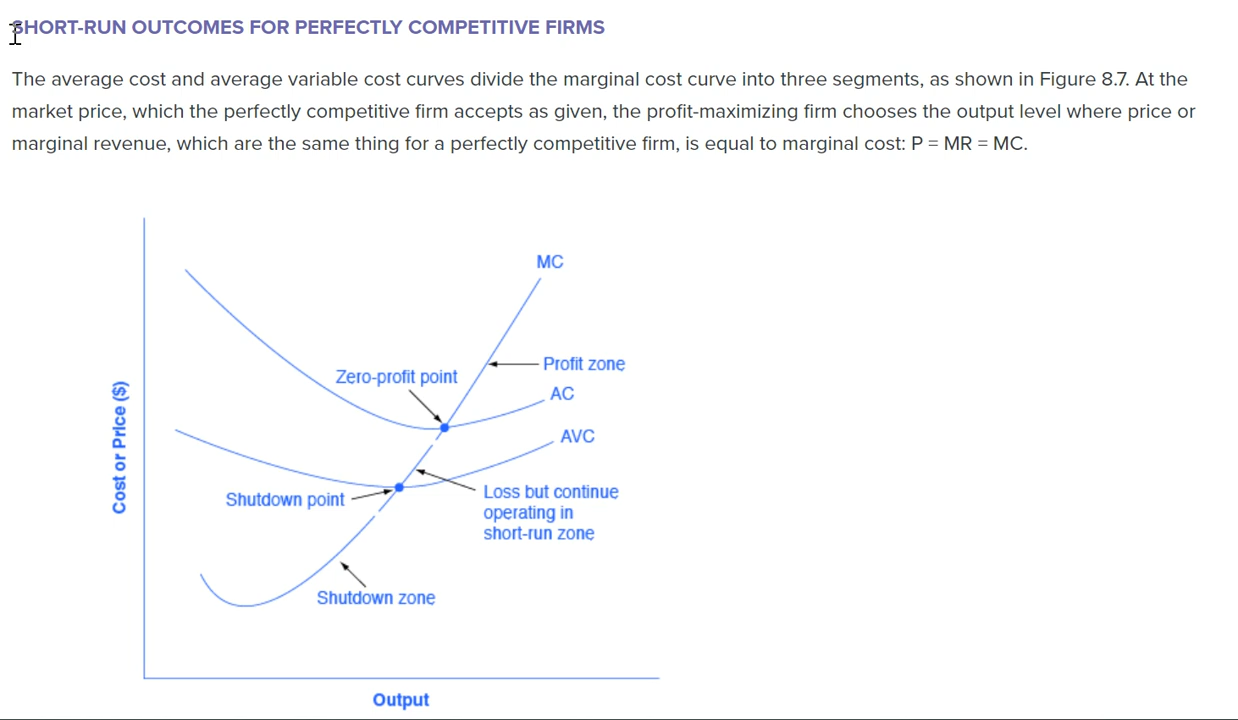 SHORT-RUN OUTCOMES FOR PERFECTLY COMPETITIVE FIRMS
The average cost and average variable cost curves divide the marginal cost curve into three segments, as shown in Figure 8.7. At the
market price, which the perfectly competitive firm accepts as given, the profit-maximizing firm chooses the output level where price or
marginal revenue, which are the same thing for a perfectly competitive firm, is equal to marginal cost: P = MR = MC.
MC
Profit zone
Zero-profit point
AC
AVC
Cost or Price ($)
Shutdown point
Loss but continue
operating in
short-run zone
Shutdown zone
Output